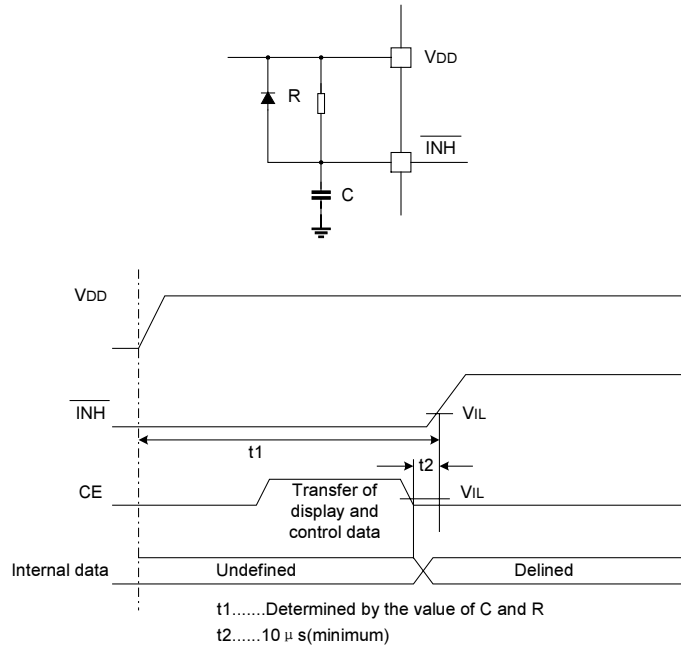 VDD
R
INH
C
VDD
INH
VIL
t1
t2
CE
Transfer of
display and
control data
VIL
Internal data
Undefined
Delined
t1.......Determined by the value of C and R
t2......10 μ s(minimum)